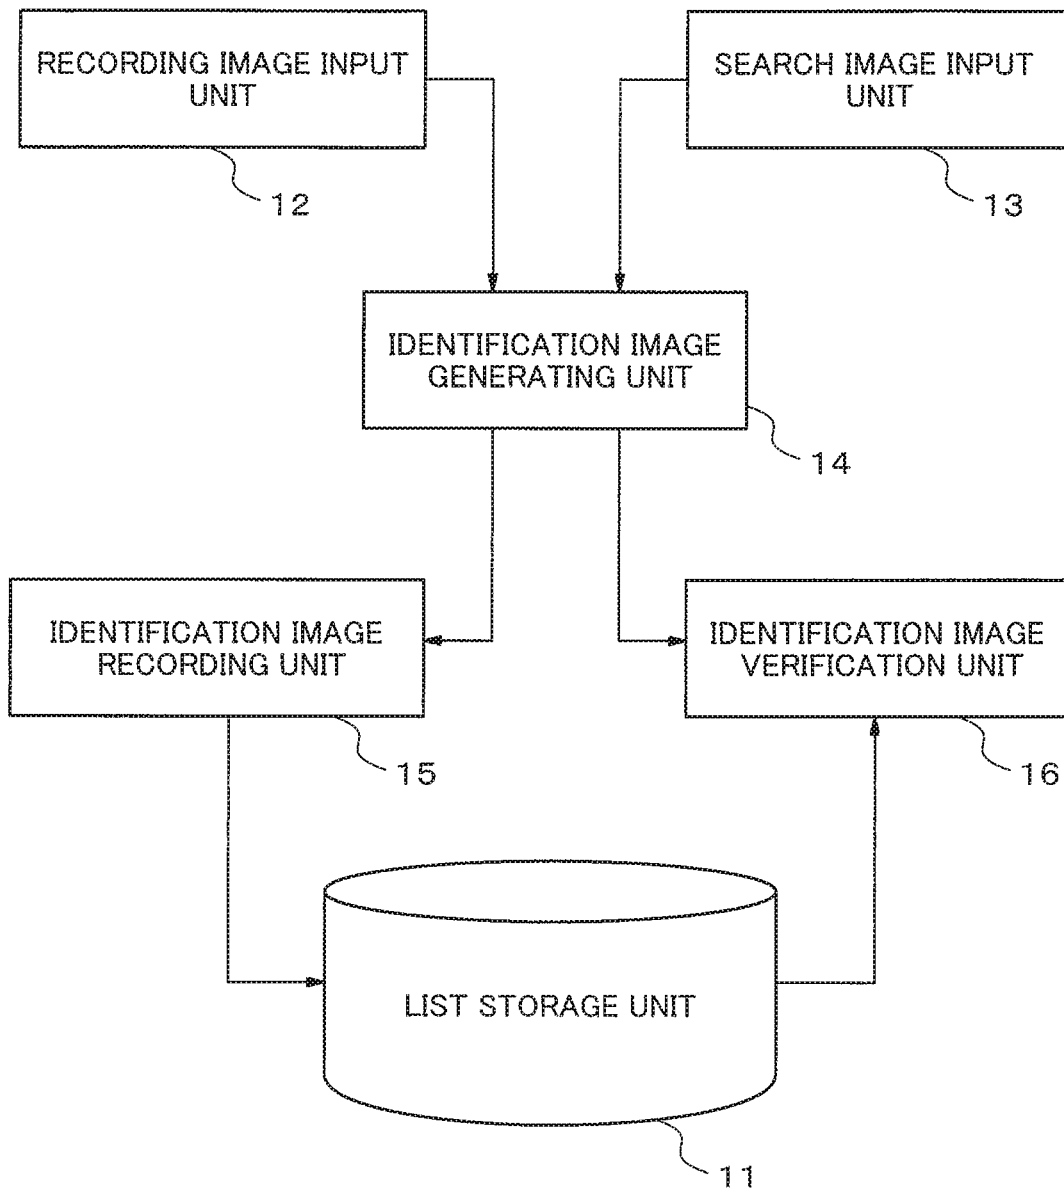 RECORDING IMAGE INPUT
UNIT
12
SEARCH IMAGE INPUT
UNIT
13
IDENTIFICATION IMAGE
GENERATING UNIT
14
IDENTIFICATION IMAGE
RECORDING UNIT
15
IDENTIFICATION IMAGE
VERIFICATION UNIT
16
LIST STORAGE UNIT
11